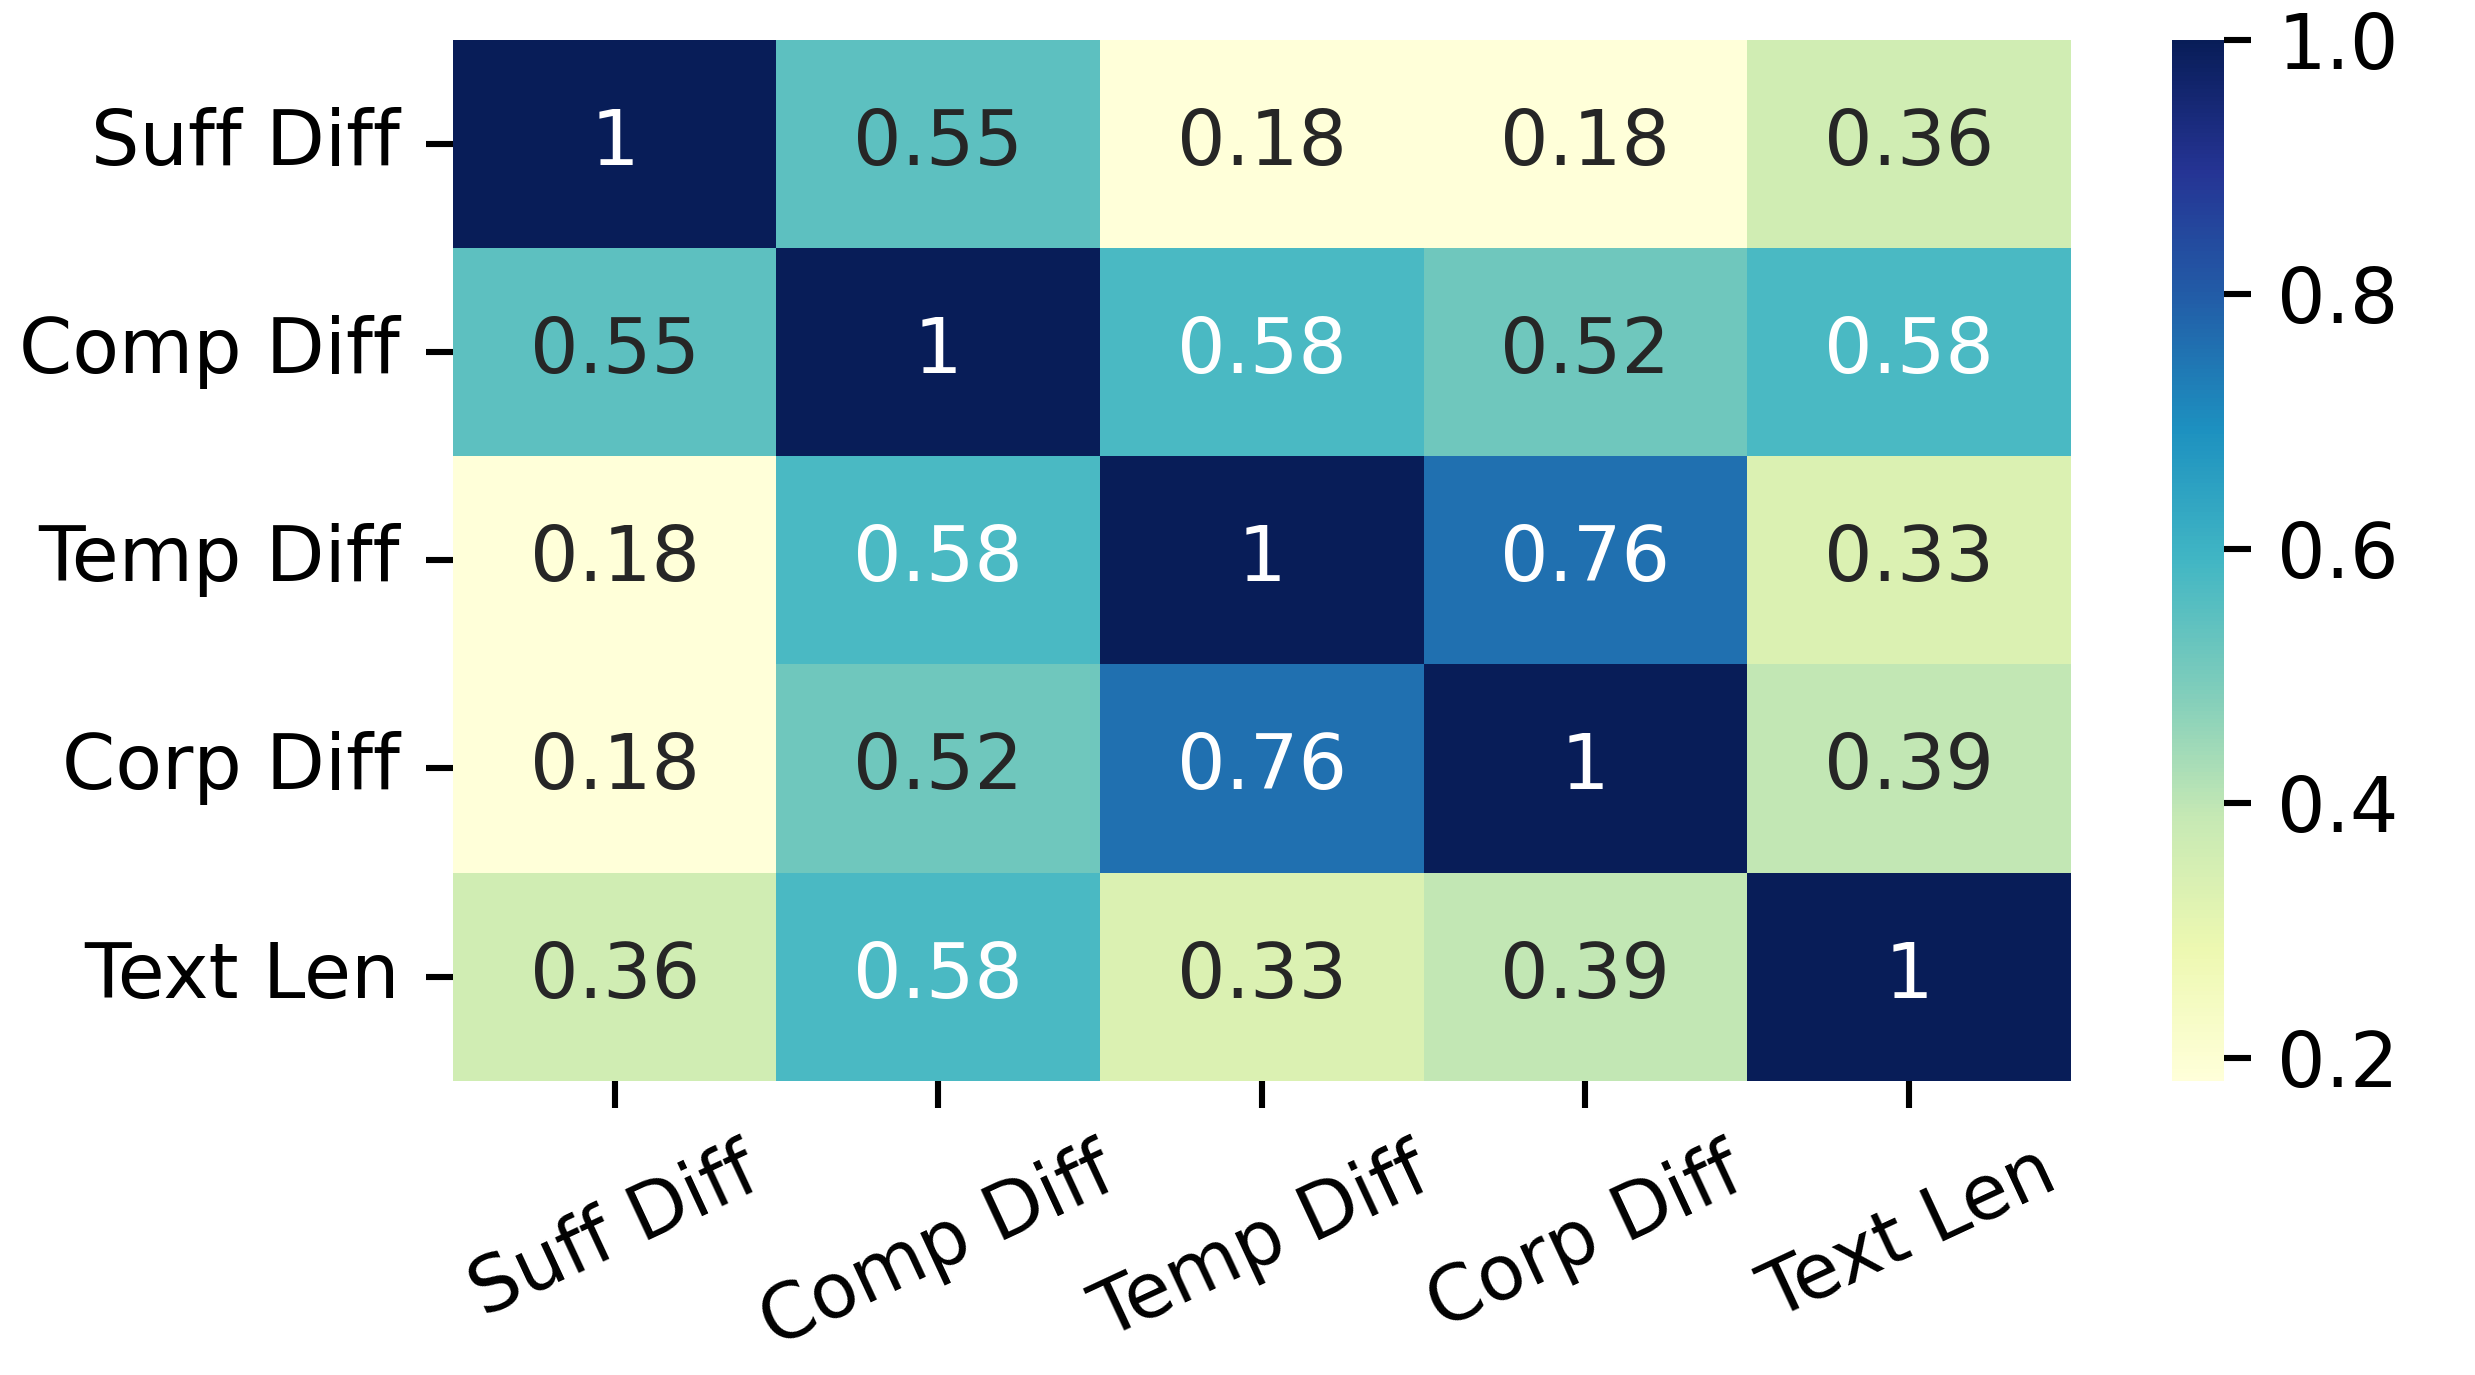 Suff Diff 1 0.55 0.18 0.18 0.36
Comp Diff 0.55 1 0.58 0.52 0.58
Temp Diff 0.18 0.58 1 0.76 0.33
Corp Diff 0.18 0.52 0.76 1 0.39
Text Len 0.36 0.58 0.33 0.39 1
Suff Diff Comp Diff Temp Diff Corp Diff Text Len
1.0
0.8
0.6
0.4
0.2